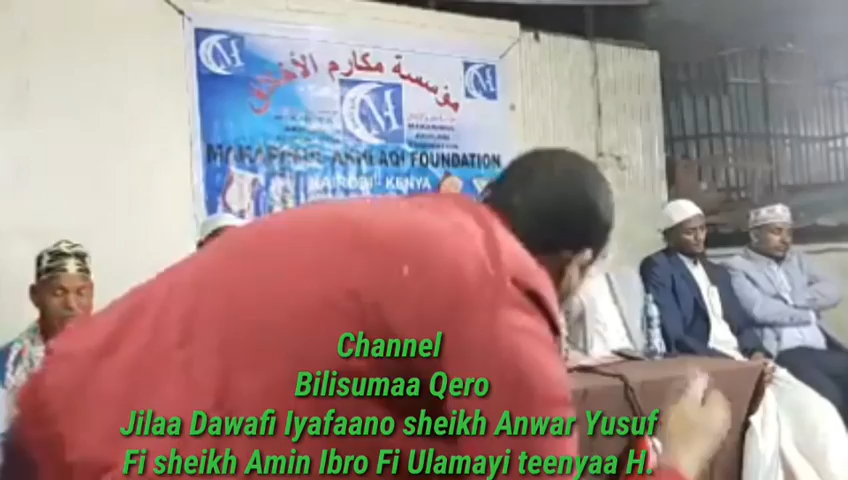 مؤسسة مكارم الأخلاق
FOUNDATION
NAIROBI - KENYA
Channel
Bilisumaa Qero
Jilaa Dawafi Iyafaano sheikh Anwar Yusuf
Fi sheikh Amin Ibro Fi Ulamayi teenyaa H.